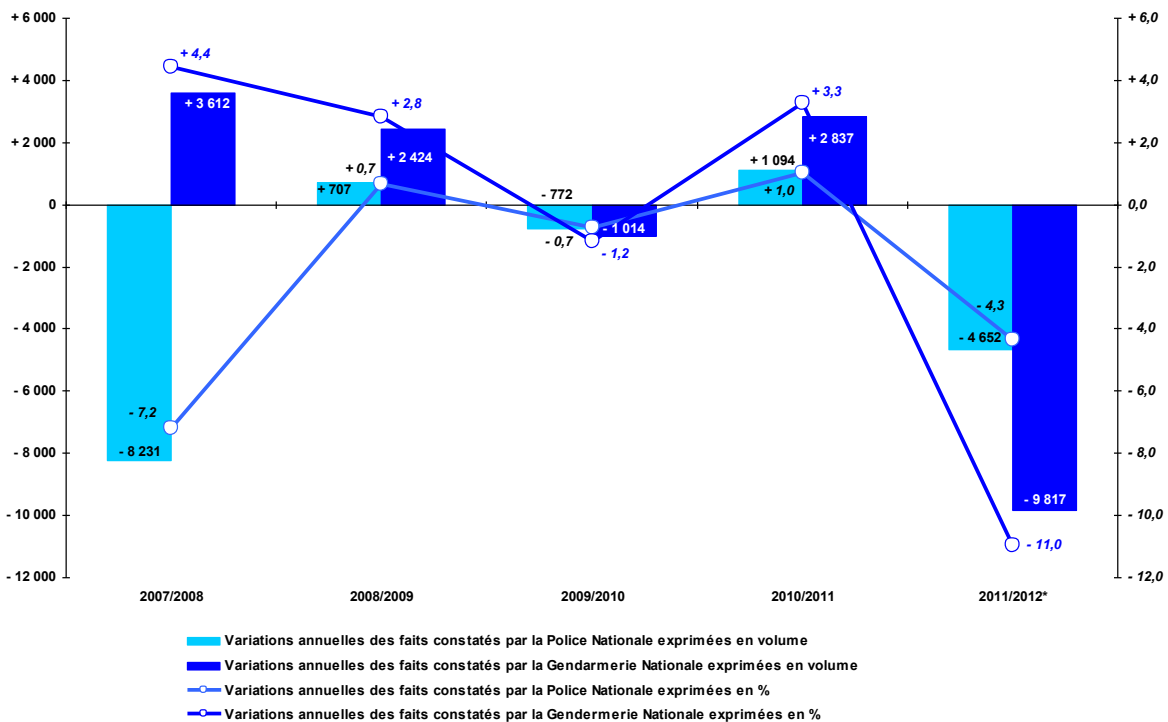 + 6 000
+ 4 000
+ 2 000
0
- 2 000
- 4 000
- 6 000
- 8 000
- 10 000
- 12 000
+ 6,0
+ 4,0
+ 2,0
0,0
- 2,0
- 4,0
- 6,0
- 8,0
- 10,0
- 12,0
+ 4,4
+ 3 612
- 7,2
- 8 231
+ 2,8
+ 0,7
+ 2 424
+ 707
- 772
- 0,7
- 1 014
- 1,2
+ 3,3
+ 2 837
+ 1 094
+ 1,0
- 4,3
- 4 652
- 9 817
- 11,0
2007/2008 2008/2009 2009/2010 2010/2011 2011/2012*
Variations annuelles des faits constatés par la Police Nationale exprimées en volume
Variations annuelles des faits constatés par la Gendarmerie Nationale exprimées en volume
Variations annuelles des faits constatés par la Police Nationale exprimées en %
Variations annuelles des faits constatés par la Gendermerie Nationale exprimées en %